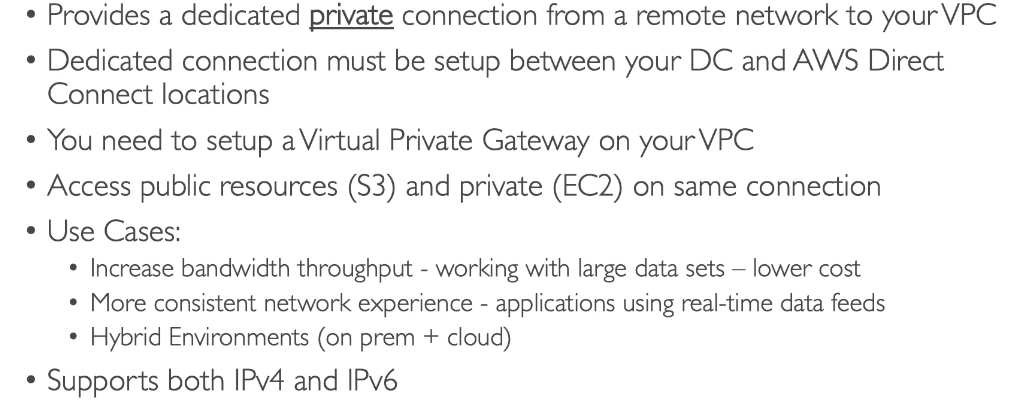 • Provides a dedicated private connection from a remote network to your VPC
• Dedicated connection must be setup between your DC and AWS Direct
Connect locations
• You need to setup a Virtual Private Gateway on your VPC
• Access public resources (S3) and private (EC2) on same connection
• Use Cases:
• Increase bandwidth throughput - working with large data sets – lower cost
• More consistent network experience - applications using real-time data feeds
• Hybrid Environments (on prem + cloud)
• Supports both IPv4 and IPv6